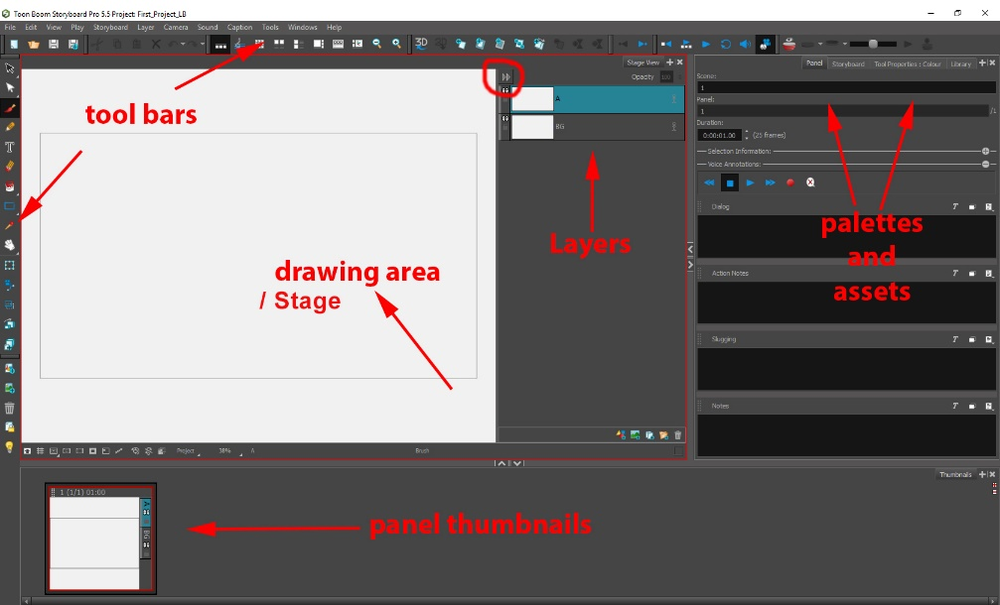 Toon Boom Storyboard Pro 5.5 Project: First_Project_LB
File Edit View Play Storyboard Layer Camera Sound Caption Tools Windows Help
3D
Stage View
Opacity 100
Panel Storyboard Tool Properties : Colour Library
Scene:
1
Panel:
1 /1
Duration:
0:00:01.00 (25 frames)
Selection Information:
Voice Annotations:
A
BG
tool bars
Layers
palettes
and
assets
drawing area
/ Stage
Dialog
Action Notes
Slugging
Notes
Project 38% A Brush
Thumbnails
1 (1/1) 01:00
A
BG
panel thumbnails